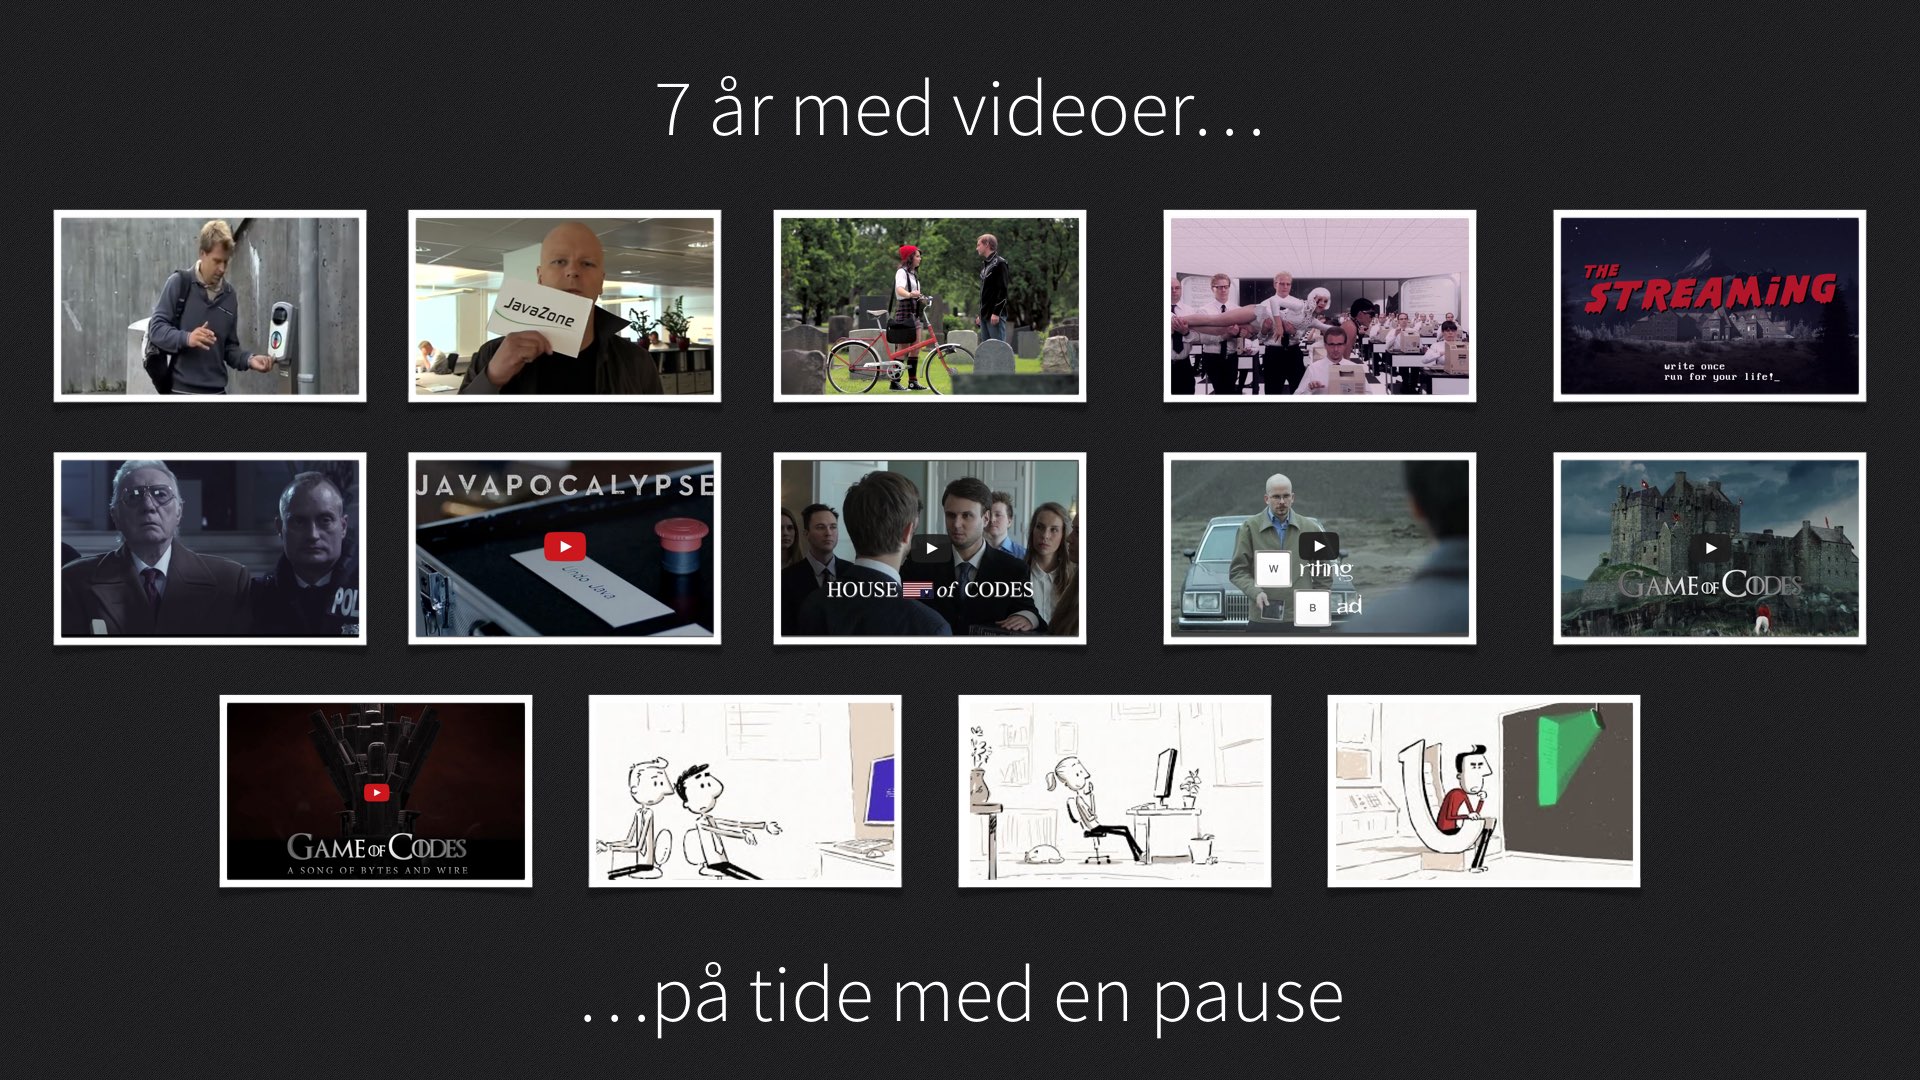 7 år med videoer...
JavaZone
THE
STREAMING
write once
run for your life!_
POL
JAVAPOCALYPSE
Undo Java
HOUSE of CODES
W riting
B ad
GAME OF CODES
GAME OF CODES
A SONG OF BYTES AND WIRE
...på tide med en pause